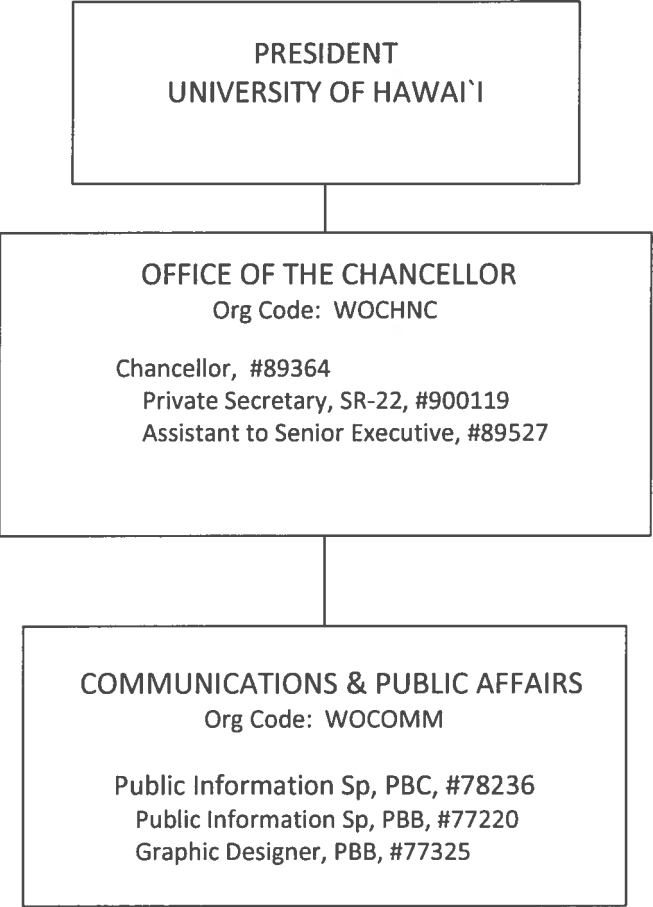 PRESIDENT
UNIVERSITY OF HAWAI`I
OFFICE OF THE CHANCELLOR
Org Code: WOCHNC
Chancellor, #89364
Private Secretary, SR-22, #900119
Assistant to Senior Executive, #89527
COMMUNICATIONS & PUBLIC AFFAIRS
Org Code: WOCOMM
Public Information Sp, PBC, #78236
Public Information Sp, PBB, #77220
Graphic Designer, PBB, #77325